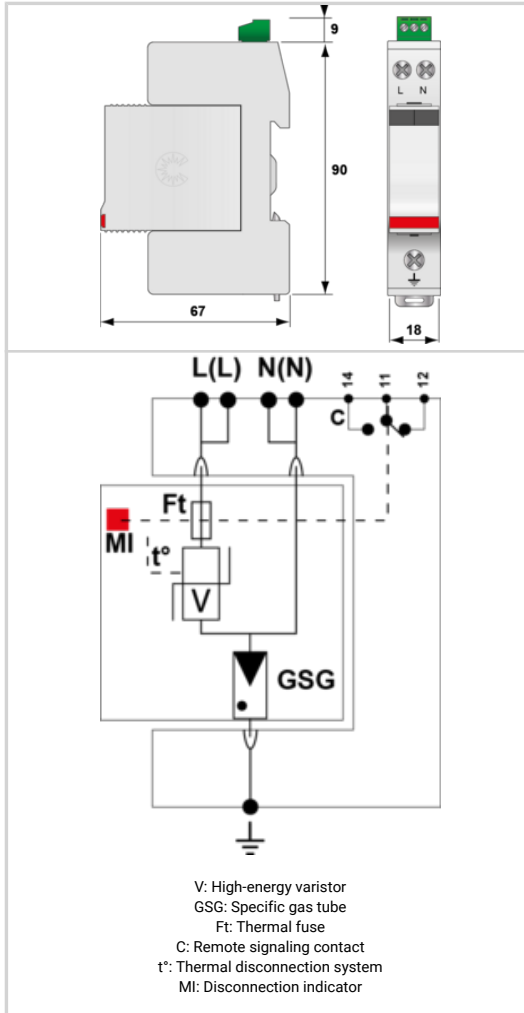 9
L N
90
67
18
L(L) N(N)
14
11
12
C
Ft
MI
t°
V
GSG
V: High-energy varistor
GSG: Specific gas tube
Ft: Thermal fuse
C: Remote signaling contact
t°: Thermal disconnection system
MI: Disconnection indicator